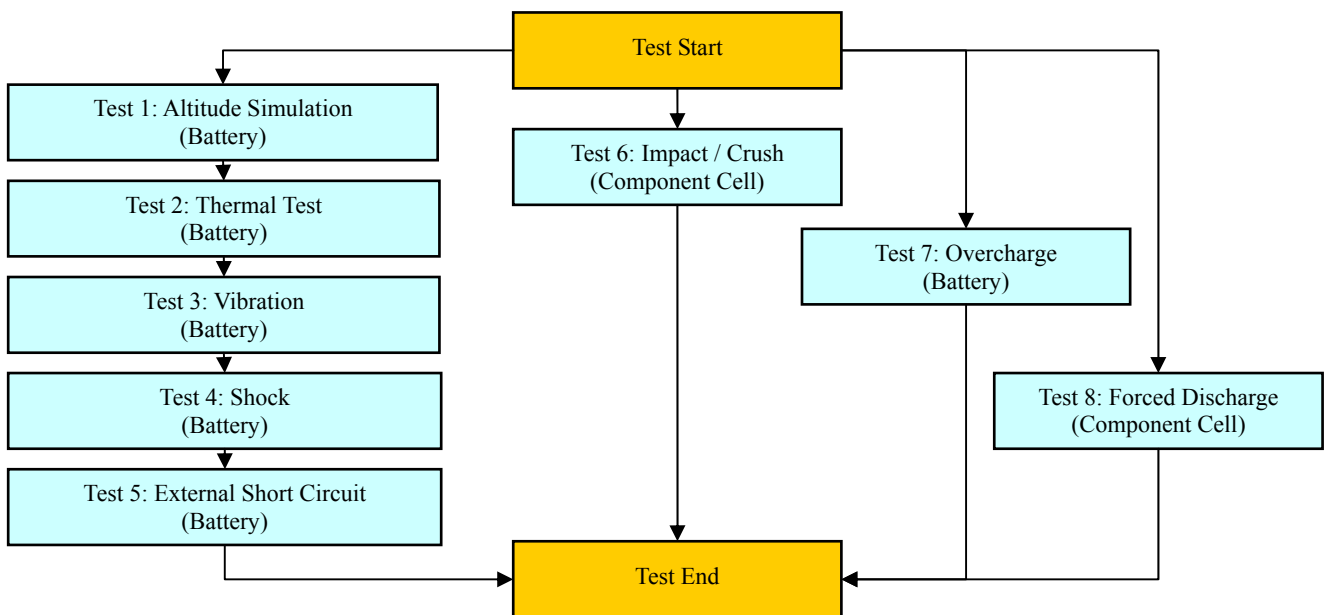 Test Start
Test 1: Altitude Simulation
(Battery)
Test 2: Thermal Test
(Battery)
Test 3: Vibration
(Battery)
Test 4: Shock
(Battery)
Test 5: External Short Circuit
(Battery)
Test 6: Impact / Crush
(Component Cell)
Test 7: Overcharge
(Battery)
Test 8: Forced Discharge
(Component Cell)
Test End